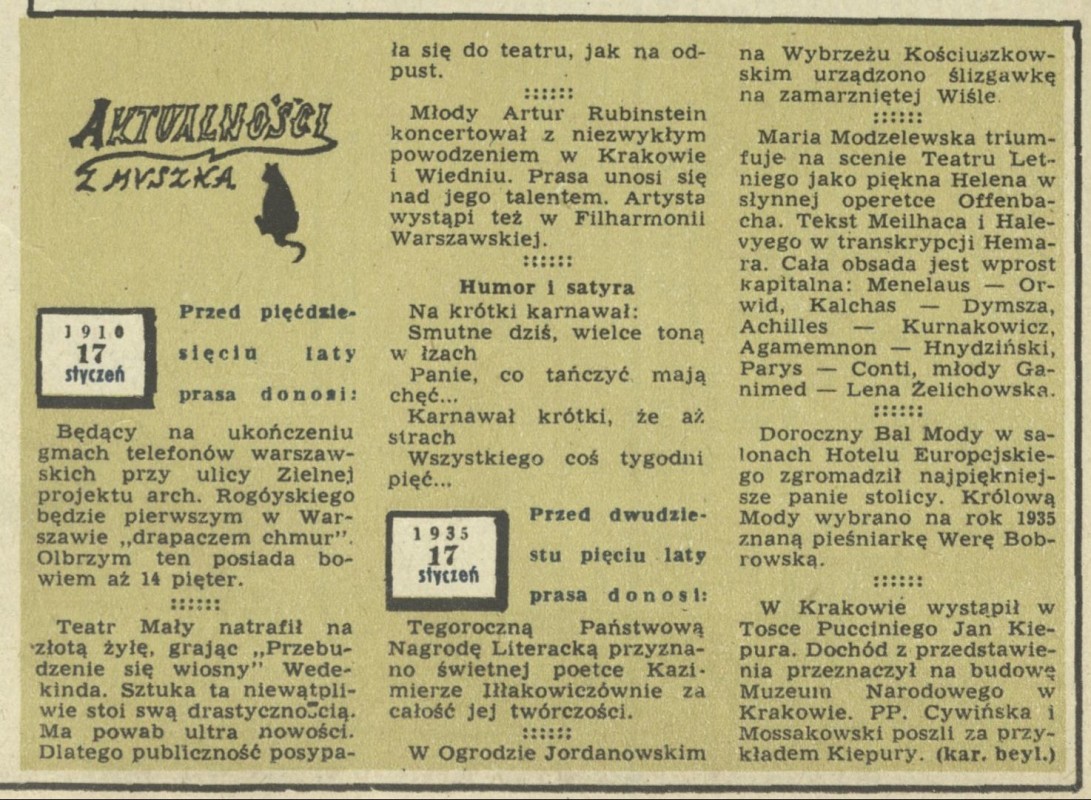 AKTUALNOŚCI
Z MYSZKĄ
1910
17
styczeń
Przed pięćdzie-
sięciu laty
prasa donosi:
Będący na ukończeniu
gmach telefonów warszaw-
skich przy ulicy Zielnej
projektu arch. Rogóyskiego
będzie pierwszym w War-
szawie „drapaczem chmur”.
Olbrzym ten posiada bo-
wiem aż 14 pięter.
::::::
Teatr Mały natrafił na
złotą żyłę, grając „Przebu-
dzenie się wiosny” Wede-
kinda. Sztuka ta niewątpli-
wie stoi swą drastycznością.
Ma powab ultra nowości.
Dlatego publiczność posypa-
ła się do teatru, jak na od-
pust.
::::::
Młody Artur Rubinstein
koncertował z niezwykłym
powodzeniem w Krakowie
i Wiedniu. Prasa unosi się
nad jego talentem. Artysta
wystąpi też w Filharmonii
Warszawskiej.
::::::
Humor i satyra
Na krótki karnawał:
Smutne dziś, wielce toną
w łzach
Panie, co tańczyć mają
chęć...
Karnawał krótki, że aż
strach
Wszystkiego coś tygodni
pięć...
1935
17
styczeń
Przed dwudzie-
stu pięciu laty
prasa donosi:
Tegoroczną Państwową
Nagrodę Literacką przyzna-
no świetnej poetce Kazi-
mierze Iłłakowiczównie za
całość jej twórczości.
::::::
W Ogrodzie Jordanowskim
na Wybrzeżu Kościuszkow-
skim urządzono ślizgawkę
na zamarzniętej Wiśle.
::::::
Maria Modzelewska trium-
fuje na scenie Teatru Let-
niego jako piękna Helena w
słynnej operetce Offenba-
cha. Tekst Meilhaca i Hale-
vyego w transkrypcji Hema-
ra. Cała obsada jest wprost
kapitalna: Menelaus — Or-
wid, Kalchas — Dymsza,
Achilles — Kurnakowicz,
Agamemnon — Hnydziński,
Parys — Conti, młody Ga-
nimed — Lena Żelichowska.
::::::
Doroczny Bal Mody w sa-
lonach Hotelu Europejskie-
go zgromadził najpiękniej-
sze panie stolicy. Królową
Mody wybrano na rok 1935
znaną pieśniarkę Werę Bob-
rowską.
::::::
W Krakowie wystąpił w
Tosce Pucciniego Jan Kie-
pura. Dochód z przedstawie-
nia przeznaczył na budowę
Muzeum Narodowego w
Krakowie. PP. Cywińska i
Mossakowski poszli za przy-
kładem Kiepury. (kar. beyl.)